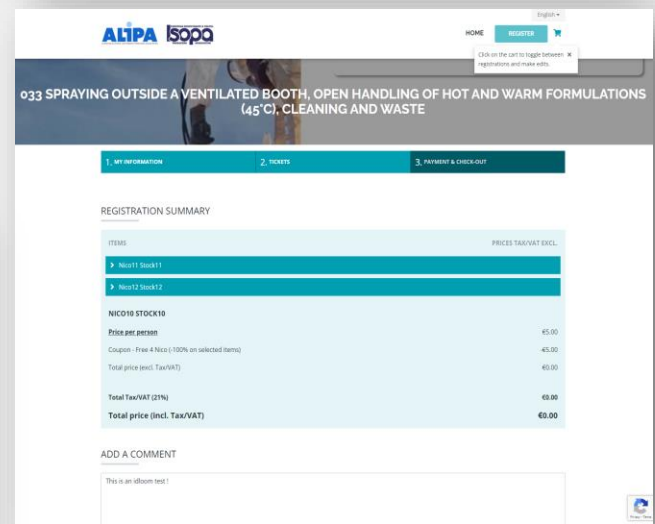 English
ALIPA isopa
HOME REGISTER
Click on the cart to toggle between registrations and make edits.
033 SPRAYING OUTSIDE A VENTILATED BOOTH, OPEN HANDLING OF HOT AND WARM FORMULATIONS
(45°C), CLEANING AND WASTE
1. MY INFORMATION 2. TICKETS 3. PAYMENT & CHECK-OUT
REGISTRATION SUMMARY
ITEMS PRICES TAX/VAT EXCL.
Nico11 Stock11
Nico12 Stock12
NICO10 STOCK10
Price per person €5.00
Coupon - Free 4 Nico (-100% on selected items) -€5.00
Total price (excl. Tax/VAT) €0.00
Total Tax/VAT (21%) €0.00
Total price (incl. Tax/VAT) €0.00
ADD A COMMENT
This is an idloom test !